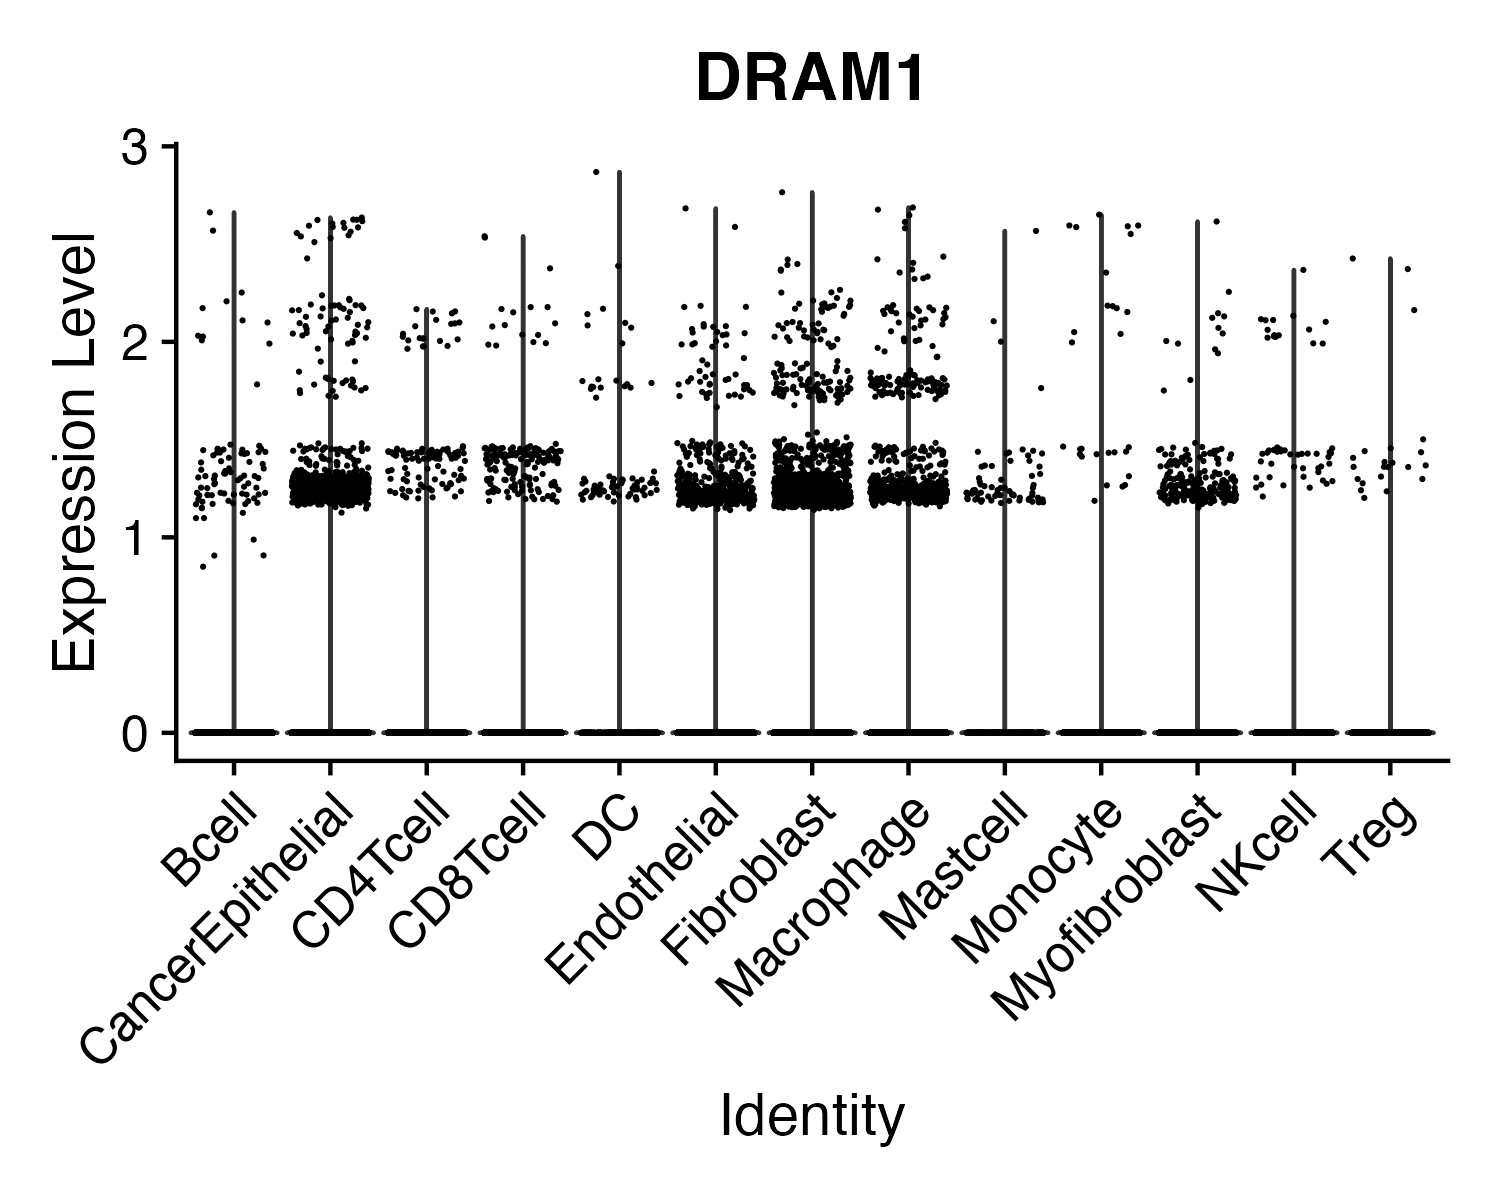 DRAM1
Expression Level
3
2
1
0
Bcell
CancerEpithelial
CD4Tcell
CD8Tcell
DC
Endothelial
Fibroblast
Macrophage
Mastcell
Monocyte
Myofibroblast
NKcell
Treg
Identity